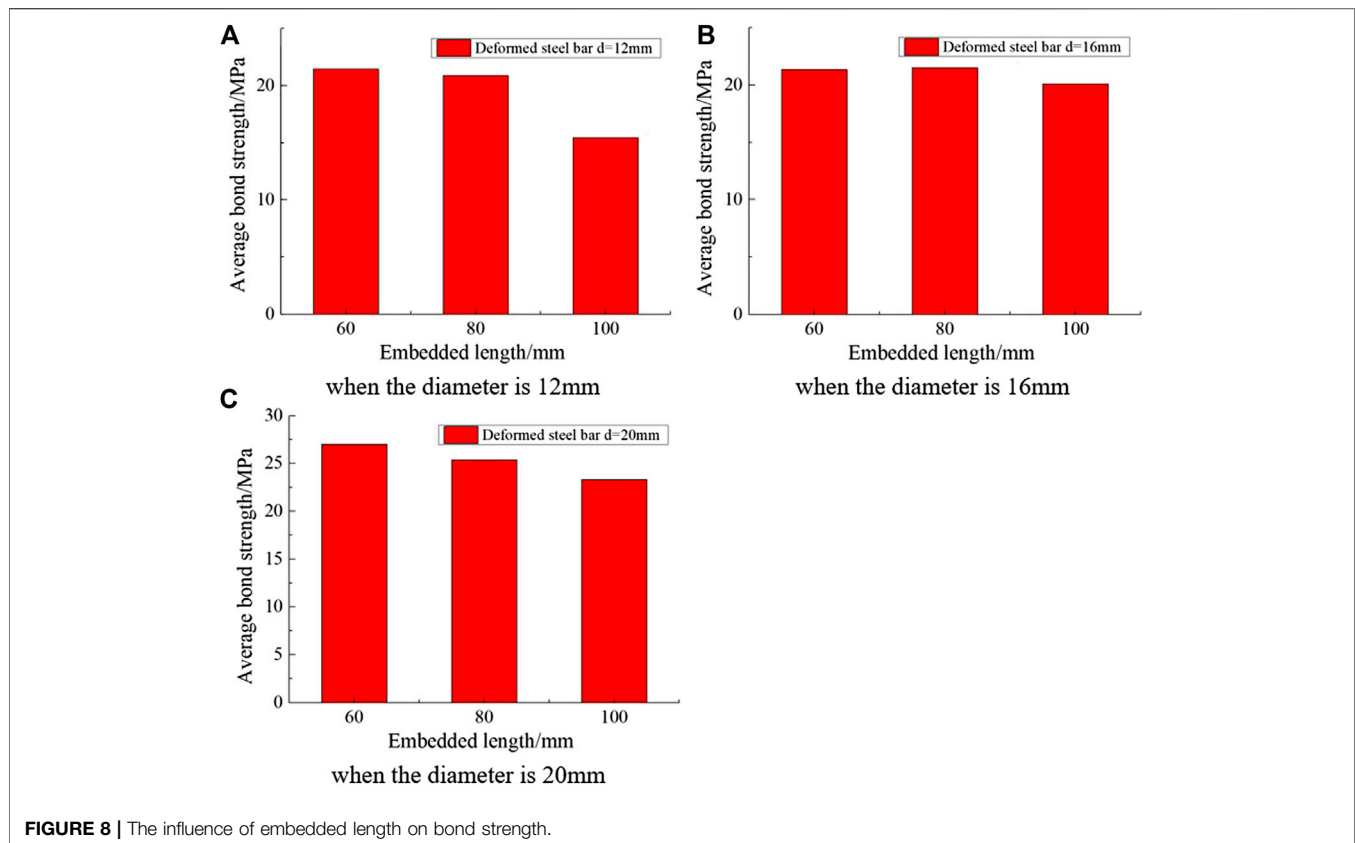 A
Deformed steel bar d=12mm
Average bond strength/MPa
20
10
0
60 80 100
Embedded length/mm
when the diameter is 12mm
B
Deformed steel bar d=16mm
Average bond strength/MPa
20
10
0
60 80 100
Embedded length/mm
when the diameter is 16mm
C
Deformed steel bar d=20mm
Average bond strength/MPa
30
25
20
15
10
5
0
60 80 100
Embedded length/mm
when the diameter is 20mm
FIGURE 8 | The influence of embedded length on bond strength.